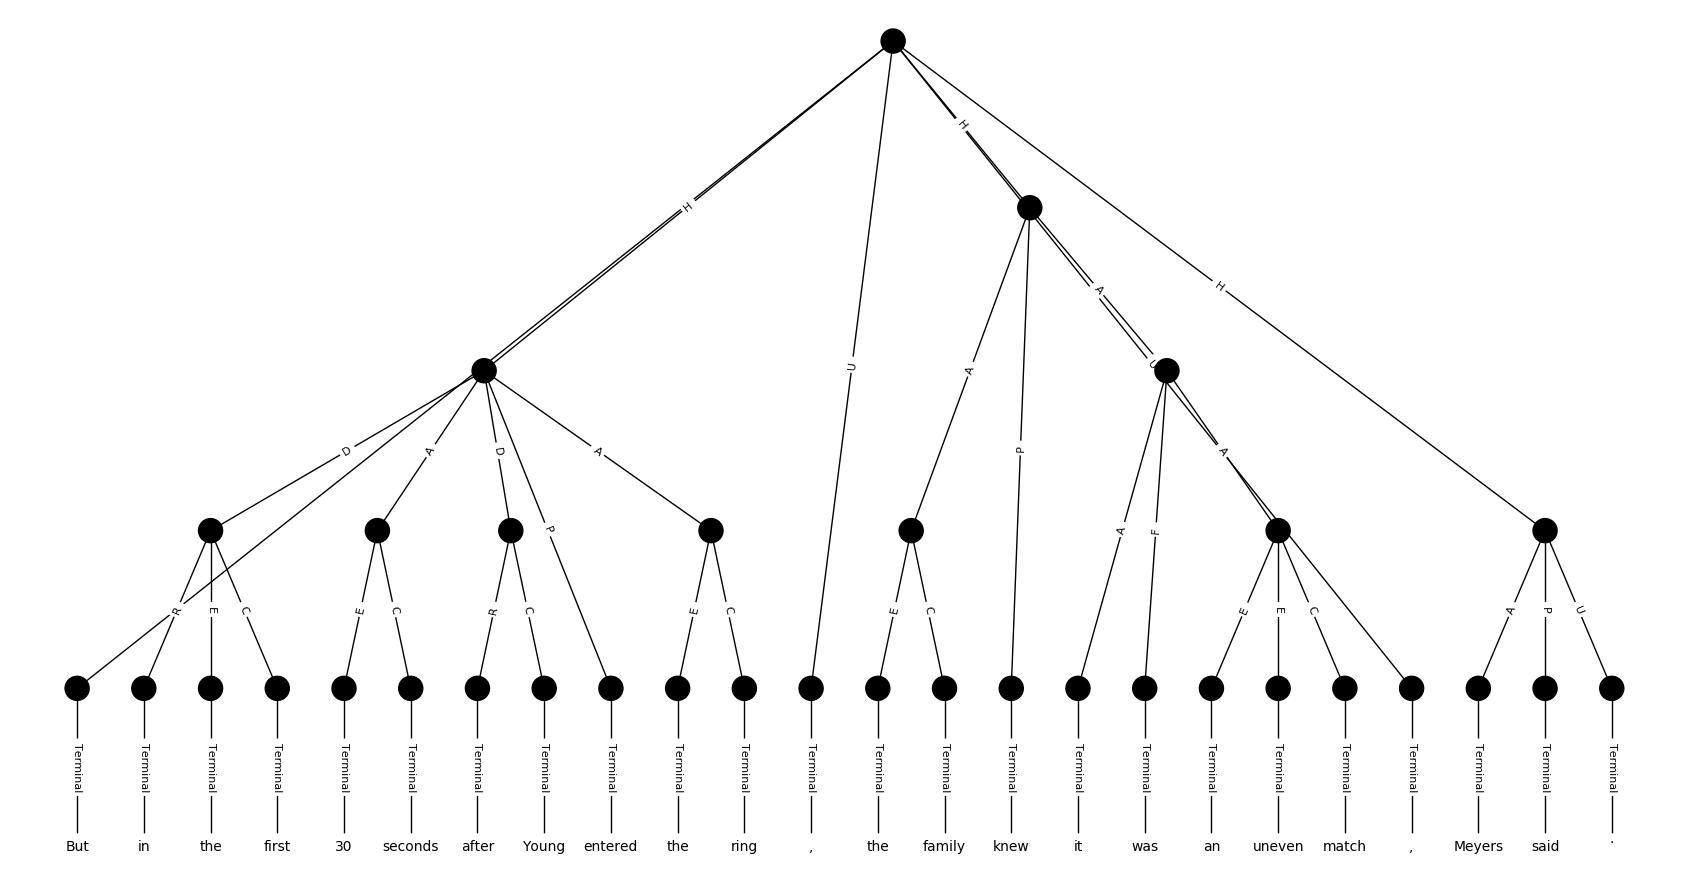 H
H
H
A
U
U
A
P
D
A
D
A
P
A
A
F
R
E
C
E
C
R
C
E
C
E
C
E
E
C
A
P
U
Terminal Terminal Terminal Terminal Terminal Terminal Terminal Terminal Terminal Terminal Terminal Terminal Terminal Terminal Terminal Terminal Terminal Terminal Terminal Terminal Terminal Terminal Terminal Terminal
But in the first 30 seconds after Young entered the ring , the family knew it was an uneven match , Meyers said .